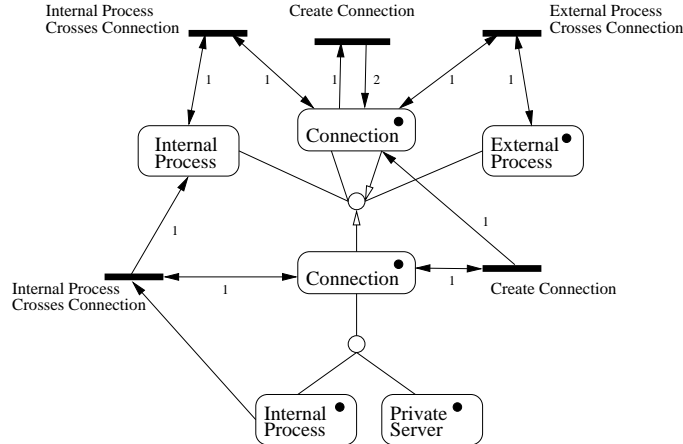 Internal Process
Crosses Connection
Create Connection
External Process
Crosses Connection
1
1
1
2
1
1
Internal
Process
Connection
External
Process
1
1
Internal Process
Crosses Connection
1
Connection
1
Create Connection
Internal
Process
Private
Server